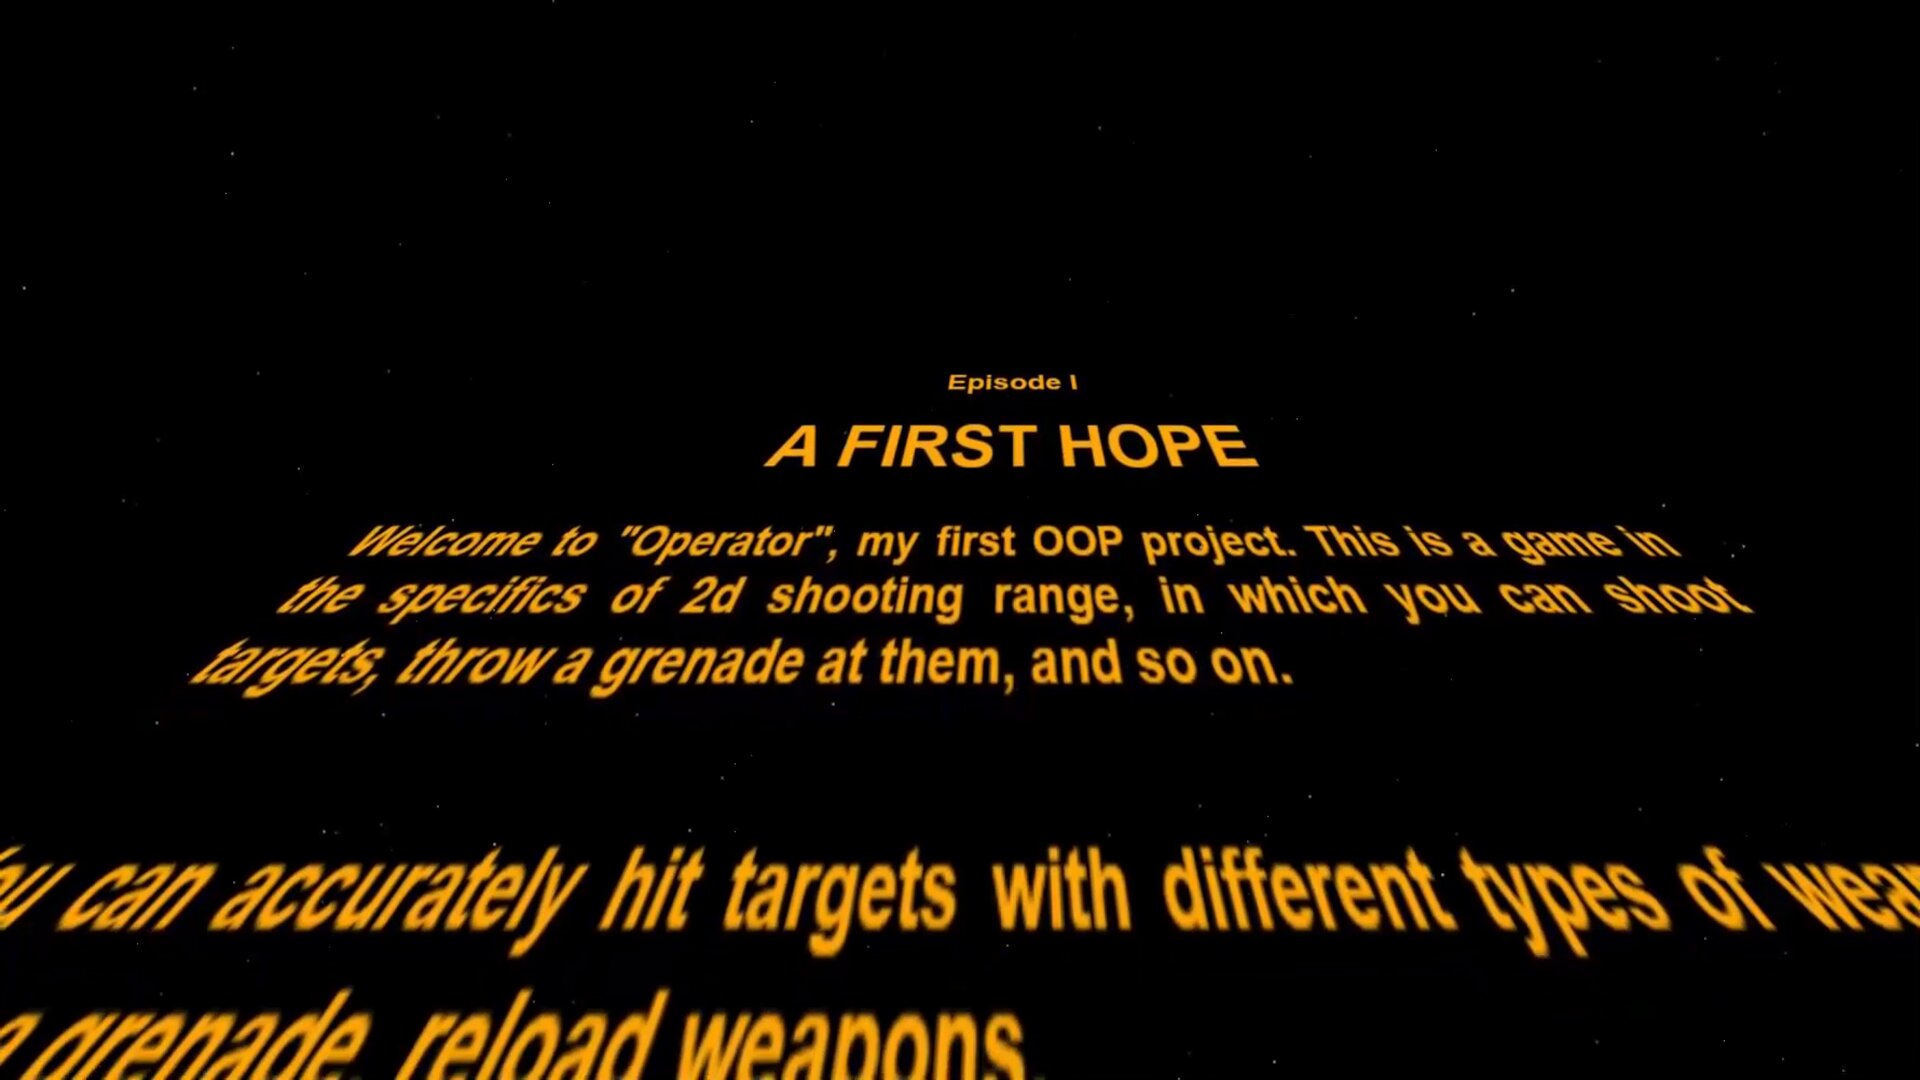 Episode I
A FIRST HOPE
Welcome to "Operator", my first OOP project. This is a game in
the specifics of 2d shooting range, in which you can shoot
targets, throw a grenade at them, and so on.
can accurately hit targets with different types of
grenade, reload weapons.